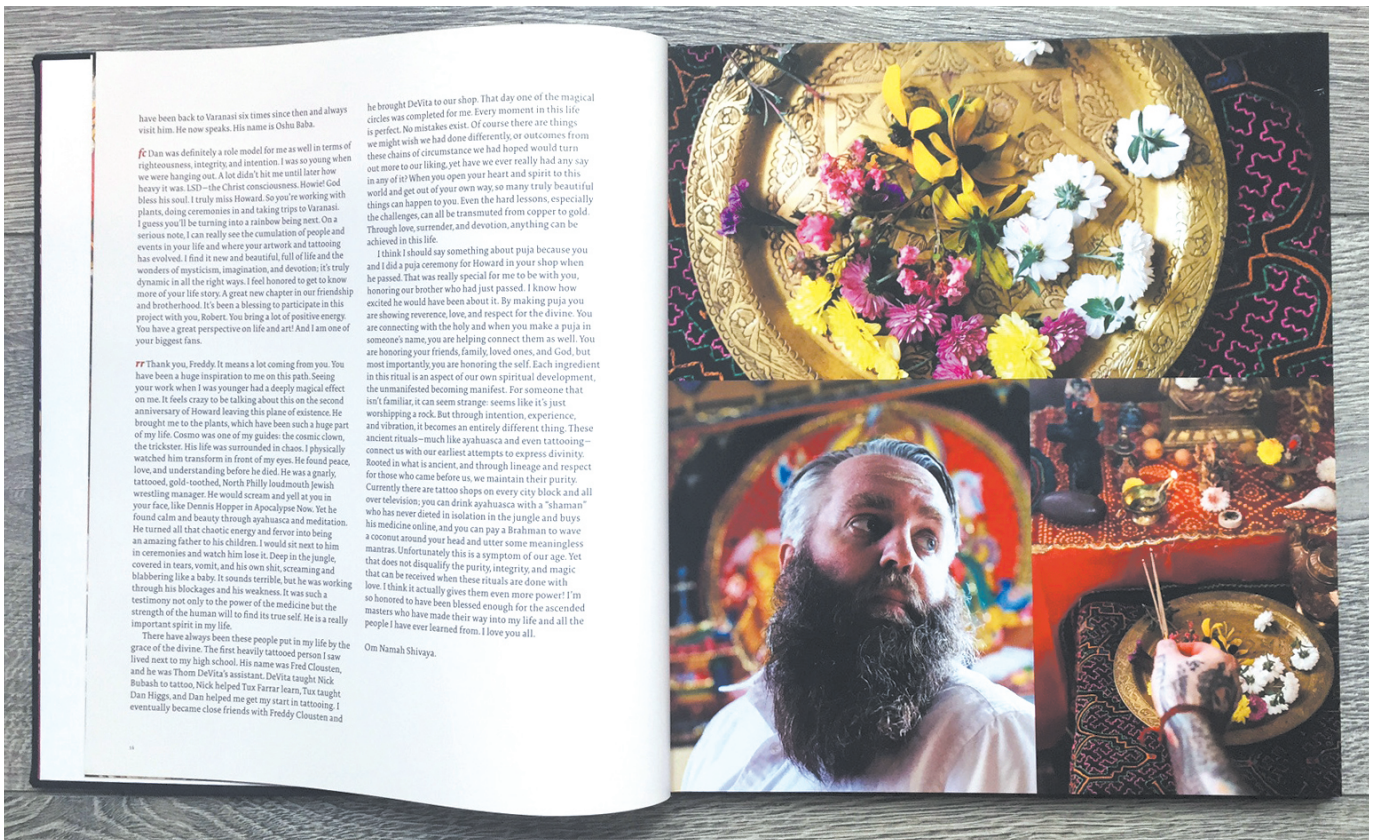 have been back to Varanasi six times since then and always
visit him. He now speaks. His name is Oshu Baba.
fc Dan was definitely a role model for me as well in terms of
righteousness, integrity, and intention. I was so young when
we were hanging out. A lot didn't hit me until later how
heavy it was. LSD—the Christ consciousness. Howie! God
bless his soul. I truly miss Howard. So you're working with
plants, doing ceremonies in and taking trips to Varanasi.
I guess you'll be turning into a rainbow being next. On a
serious note, I can really see the cumulation of people and
events in your life and where your artwork and tattooing
has evolved. I find it new and beautiful, full of life and the
wonders of mysticism, imagination, and devotion; it's truly
dynamic in all the right ways. I feel honored to get to know
more of your life story. A great new chapter in our friendship
and brotherhood. It's been a blessing to participate in this
project with you, Robert. You bring a lot of positive energy.
You have a great perspective on life and art! And I am one of
your biggest fans.
rr Thank you, Freddy. It means a lot coming from you. You
have been a huge inspiration to me on this path. Seeing
your work when I was younger had a deeply magical effect
on me. It feels crazy to be talking about this on the second
anniversary of Howard leaving this plane of existence. He
brought me to the plants, which have been such a huge part
of my life. Cosmo was one of my guides: the cosmic clown,
the trickster. His life was surrounded in chaos. I physically
watched him transform in front of my eyes. He found peace,
love, and understanding before he died. He was a gnarly,
tattooed, gold-toothed, North Philly loudmouth Jewish
wrestling manager. He would scream and yell at you in
your face, like Dennis Hopper in Apocalypse Now. Yet he
found calm and beauty through ayahuasca and meditation.
He turned all that chaotic energy and fervor into being
an amazing father to his children. I would sit next to him
in ceremonies and watch him lose it. Deep in the jungle,
covered in tears, vomit, and his own shit, screaming and
blabbering like a baby. It sounds terrible, but he was working
through his blockages and his weakness. It was such a
testimony not only to the power of the medicine but the
strength of the human will to find its true self. He is a really
important spirit in my life.
There have always been these people put in my life by the
grace of the divine. The first heavily tattooed person I saw
lived next to my high school. His name was Fred Clousten,
and he was Thom DeVita's assistant. DeVita taught Nick
Bubash to tattoo, Nick helped Tux Farrar learn, Tux taught
Dan Higgs, and Dan helped me get my start in tattooing. I
eventually became close friends with Freddy Clousten and
he brought DeVita to our shop. That day one of the magical
circles was completed for me. Every moment in this life
is perfect. No mistakes exist. Of course there are things
we might wish we had done differently, or outcomes from
these chains of circumstance we had hoped would turn
out more to our liking, yet have we ever really had any say
in any of it? When you open your heart and spirit to this
world and get out of your own way, so many truly beautiful
things can happen to you. Even the hard lessons, especially
the challenges, can all be transmuted from copper to gold.
Through love, surrender, and devotion, anything can be
achieved in this life.
I think I should say something about puja because you
and I did a puja ceremony for Howard in your shop when
he passed. That was really special for me to be with you,
honoring our brother who had just passed. I know how
excited he would have been about it. By making puja you
are showing reverence, love, and respect for the divine. You
are connecting with the holy and when you make a puja in
someone's name, you are helping connect them as well. You
are honoring your friends, family, loved ones, and God, but
most importantly, you are honoring the self. Each ingredient
in this ritual is an aspect of our own spiritual development,
the unmanifested becoming manifest. For someone that
isn't familiar, it can seem strange: seems like it's just
worshipping a rock. But through intention, experience,
and vibration, it becomes an entirely different thing. These
ancient rituals—much like ayahuasca and even tattooing—
connect us with our earliest attempts to express divinity.
Rooted in what is ancient, and through lineage and respect
for those who came before us, we maintain their purity.
Currently there are tattoo shops on every city block and all
over television; you can drink ayahuasca with a "shaman"
who has never dieted in isolation in the jungle and buys
his medicine online, and you can pay a Brahman to wave
a coconut around your head and utter some meaningless
mantras. Unfortunately this is a symptom of our age. Yet
that does not disqualify the purity, integrity, and magic
that can be received when these rituals are done with
love. I think it actually gives them even more power! I'm
so honored to have been blessed enough for the ascended
masters who have made their way into my life and all the
people I have ever learned from. I love you all.
Om Namah Shivaya.